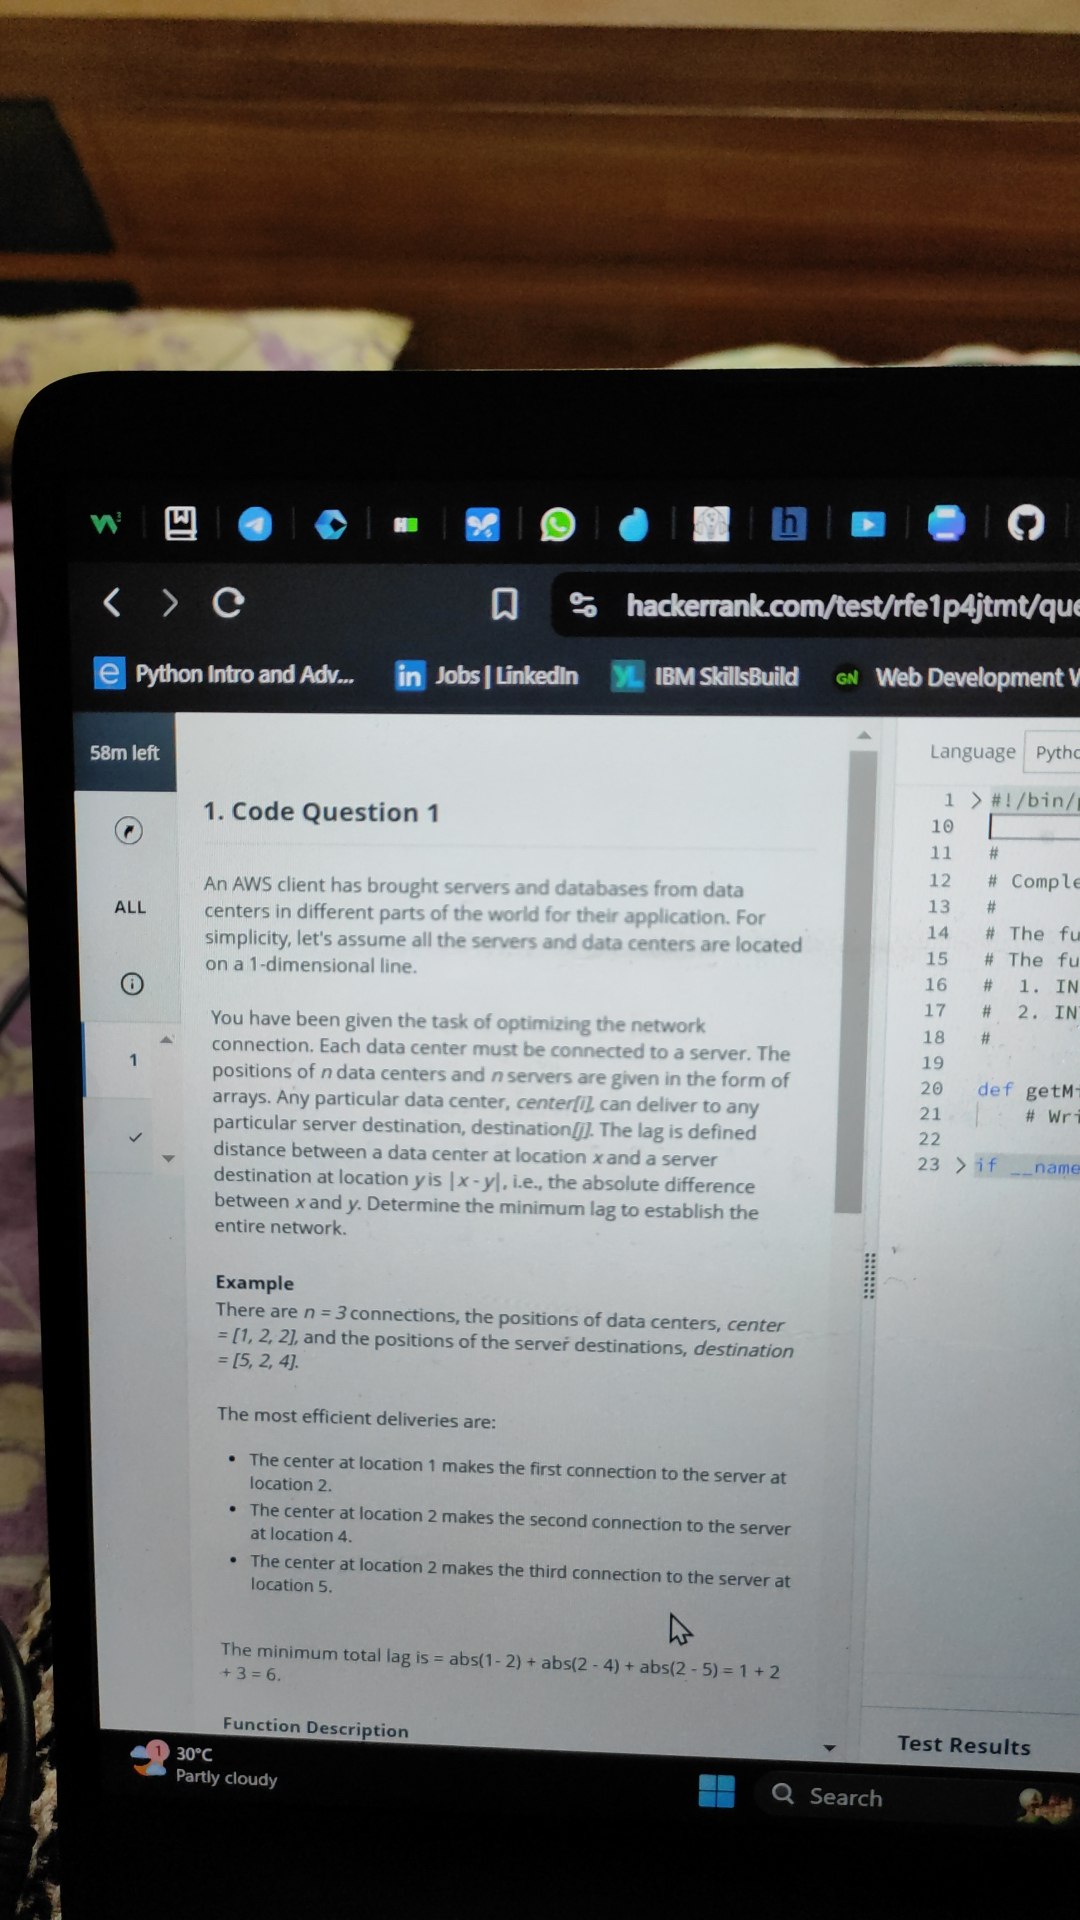 hackerrank.com/test/rfe1p4jtmt/que
Python Intro and Adv...
in Jobs | LinkedIn
YL IBM SkillsBuild
GN Web Development
58m left
ALL
1
1. Code Question 1
An AWS client has brought servers and databases from data
centers in different parts of the world for their application. For
simplicity, let's assume all the servers and data centers are located
on a 1-dimensional line.
You have been given the task of optimizing the network
connection. Each data center must be connected to a server. The
positions of n data centers and n servers are given in the form of
arrays. Any particular data center, center[i], can deliver to any
particular server destination, destination[j]. The lag is defined
distance between a data center at location x and a server
destination at location y is |x - y|, i.e., the absolute difference
between x and y. Determine the minimum lag to establish the
entire network.
Example
There are n = 3 connections, the positions of data centers, center
= [1, 2, 2], and the positions of the server destinations, destination
= [5, 2, 4].
The most efficient deliveries are:
• The center at location 1 makes the first connection to the server at
location 2.
• The center at location 2 makes the second connection to the server
at location 4.
• The center at location 2 makes the third connection to the server at
location 5.
The minimum total lag is = abs(1- 2) + abs(2 - 4) + abs(2 - 5) = 1 + 2
+ 3 = 6.
Function Description
Language Pytho
1 > #!/bin/
10
11 #
12 # Comple
13 #
14 # The fu
15 # The fu
16 # 1. IN
17 # 2. IN
18 #
19
20 def getM
21 # Wri
22
23 > if __name
Test Results
1
30°C
Partly cloudy
Search